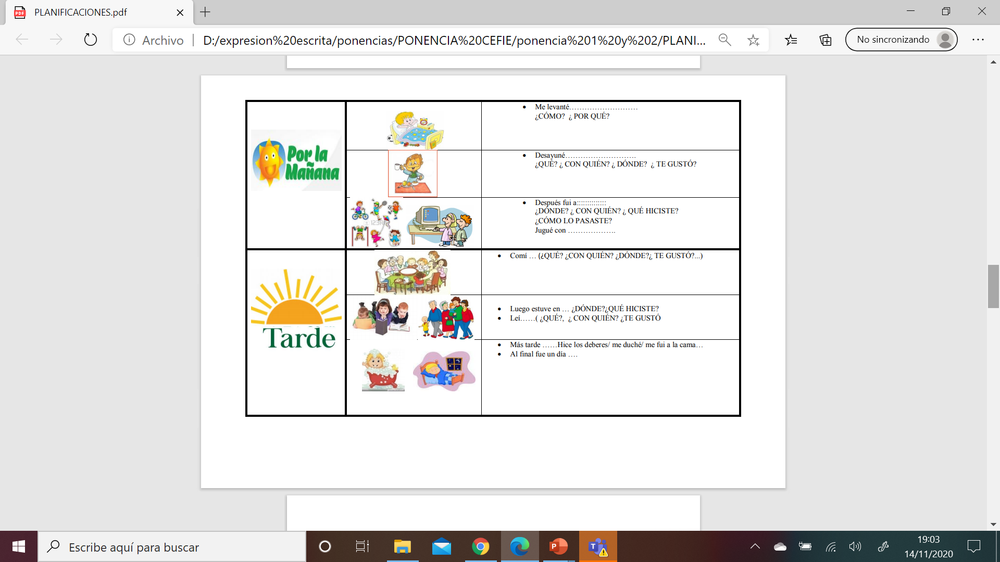 PLANIFICACIONES.pdf
Archivo
D:/expresion%20escrita/ponencias/PONENCIA%20CEFIE/ponencia%201%20y%202/PLANI...
No sincronizando
Por la
Mañana
Me levanté………………………
¿CÓMO? ¿ POR QUÉ?
Desayuné……………………….
¿QUÉ? ¿ CON QUIÉN? ¿ DÓNDE? ¿ TE GUSTÓ?
123RF
Después fui a::::::::::::::
¿DÓNDE? ¿ CON QUIÉN? ¿ QUÉ HICISTE?
¿CÓMO LO PASASTE?
Jugué con ……………….
Tarde
Comí … (¿QUÉ? ¿CON QUIÉN? ¿DÓNDE?¿ TE GUSTÓ?...)
Luego estuve en … ¿DÓNDE?¿QUÉ HICISTE?
Leí……( ¿QUÉ?, ¿ CON QUIÉN? ¿TE GUSTÓ
Más tarde ……Hice los deberes/ me duché/ me fui a la cama…
Al final fue un día ….
Escribe aquí para buscar
19:03
14/11/2020